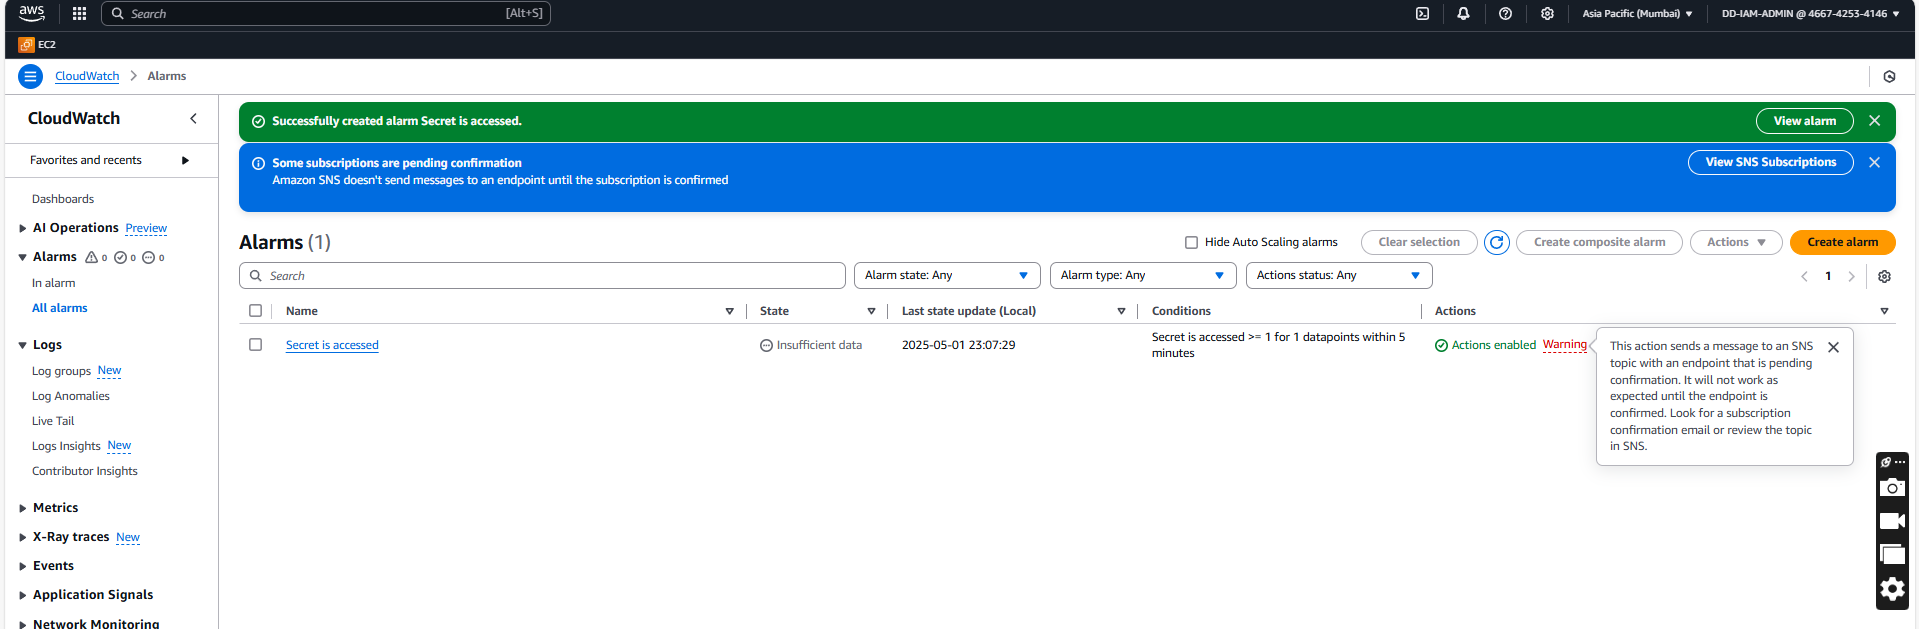 aws
Search [Alt+S]
Asia Pacific (Mumbai) ▼
DD-IAM-ADMIN @ 4667-4253-4146 ▼
EC2
CloudWatch > Alarms
CloudWatch
Favorites and recents
Dashboards
AI Operations Preview
Alarms 0 0 0
In alarm
All alarms
Logs
Log groups New
Log Anomalies
Live Tail
Logs Insights New
Contributor Insights
Metrics
X-Ray traces New
Events
Application Signals
Network Monitoring
Successfully created alarm Secret is accessed.
View alarm
Some subscriptions are pending confirmation
View SNS Subscriptions
Amazon SNS doesn't send messages to an endpoint until the subscription is confirmed
Alarms (1)
Hide Auto Scaling alarms
Clear selection
Create composite alarm
Actions
Create alarm
Search
Alarm state: Any
Alarm type: Any
Actions status: Any
1
Name
State
Last state update (Local)
Conditions
Actions
Secret is accessed
Insufficient data
2025-05-01 23:07:29
Secret is accessed >= 1 for 1 datapoints within 5
minutes
Actions enabled Warning
This action sends a message to an SNS
topic with an endpoint that is pending
confirmation. It will not work as
expected until the endpoint is
confirmed. Look for a subscription
confirmation email or review the topic
in SNS.